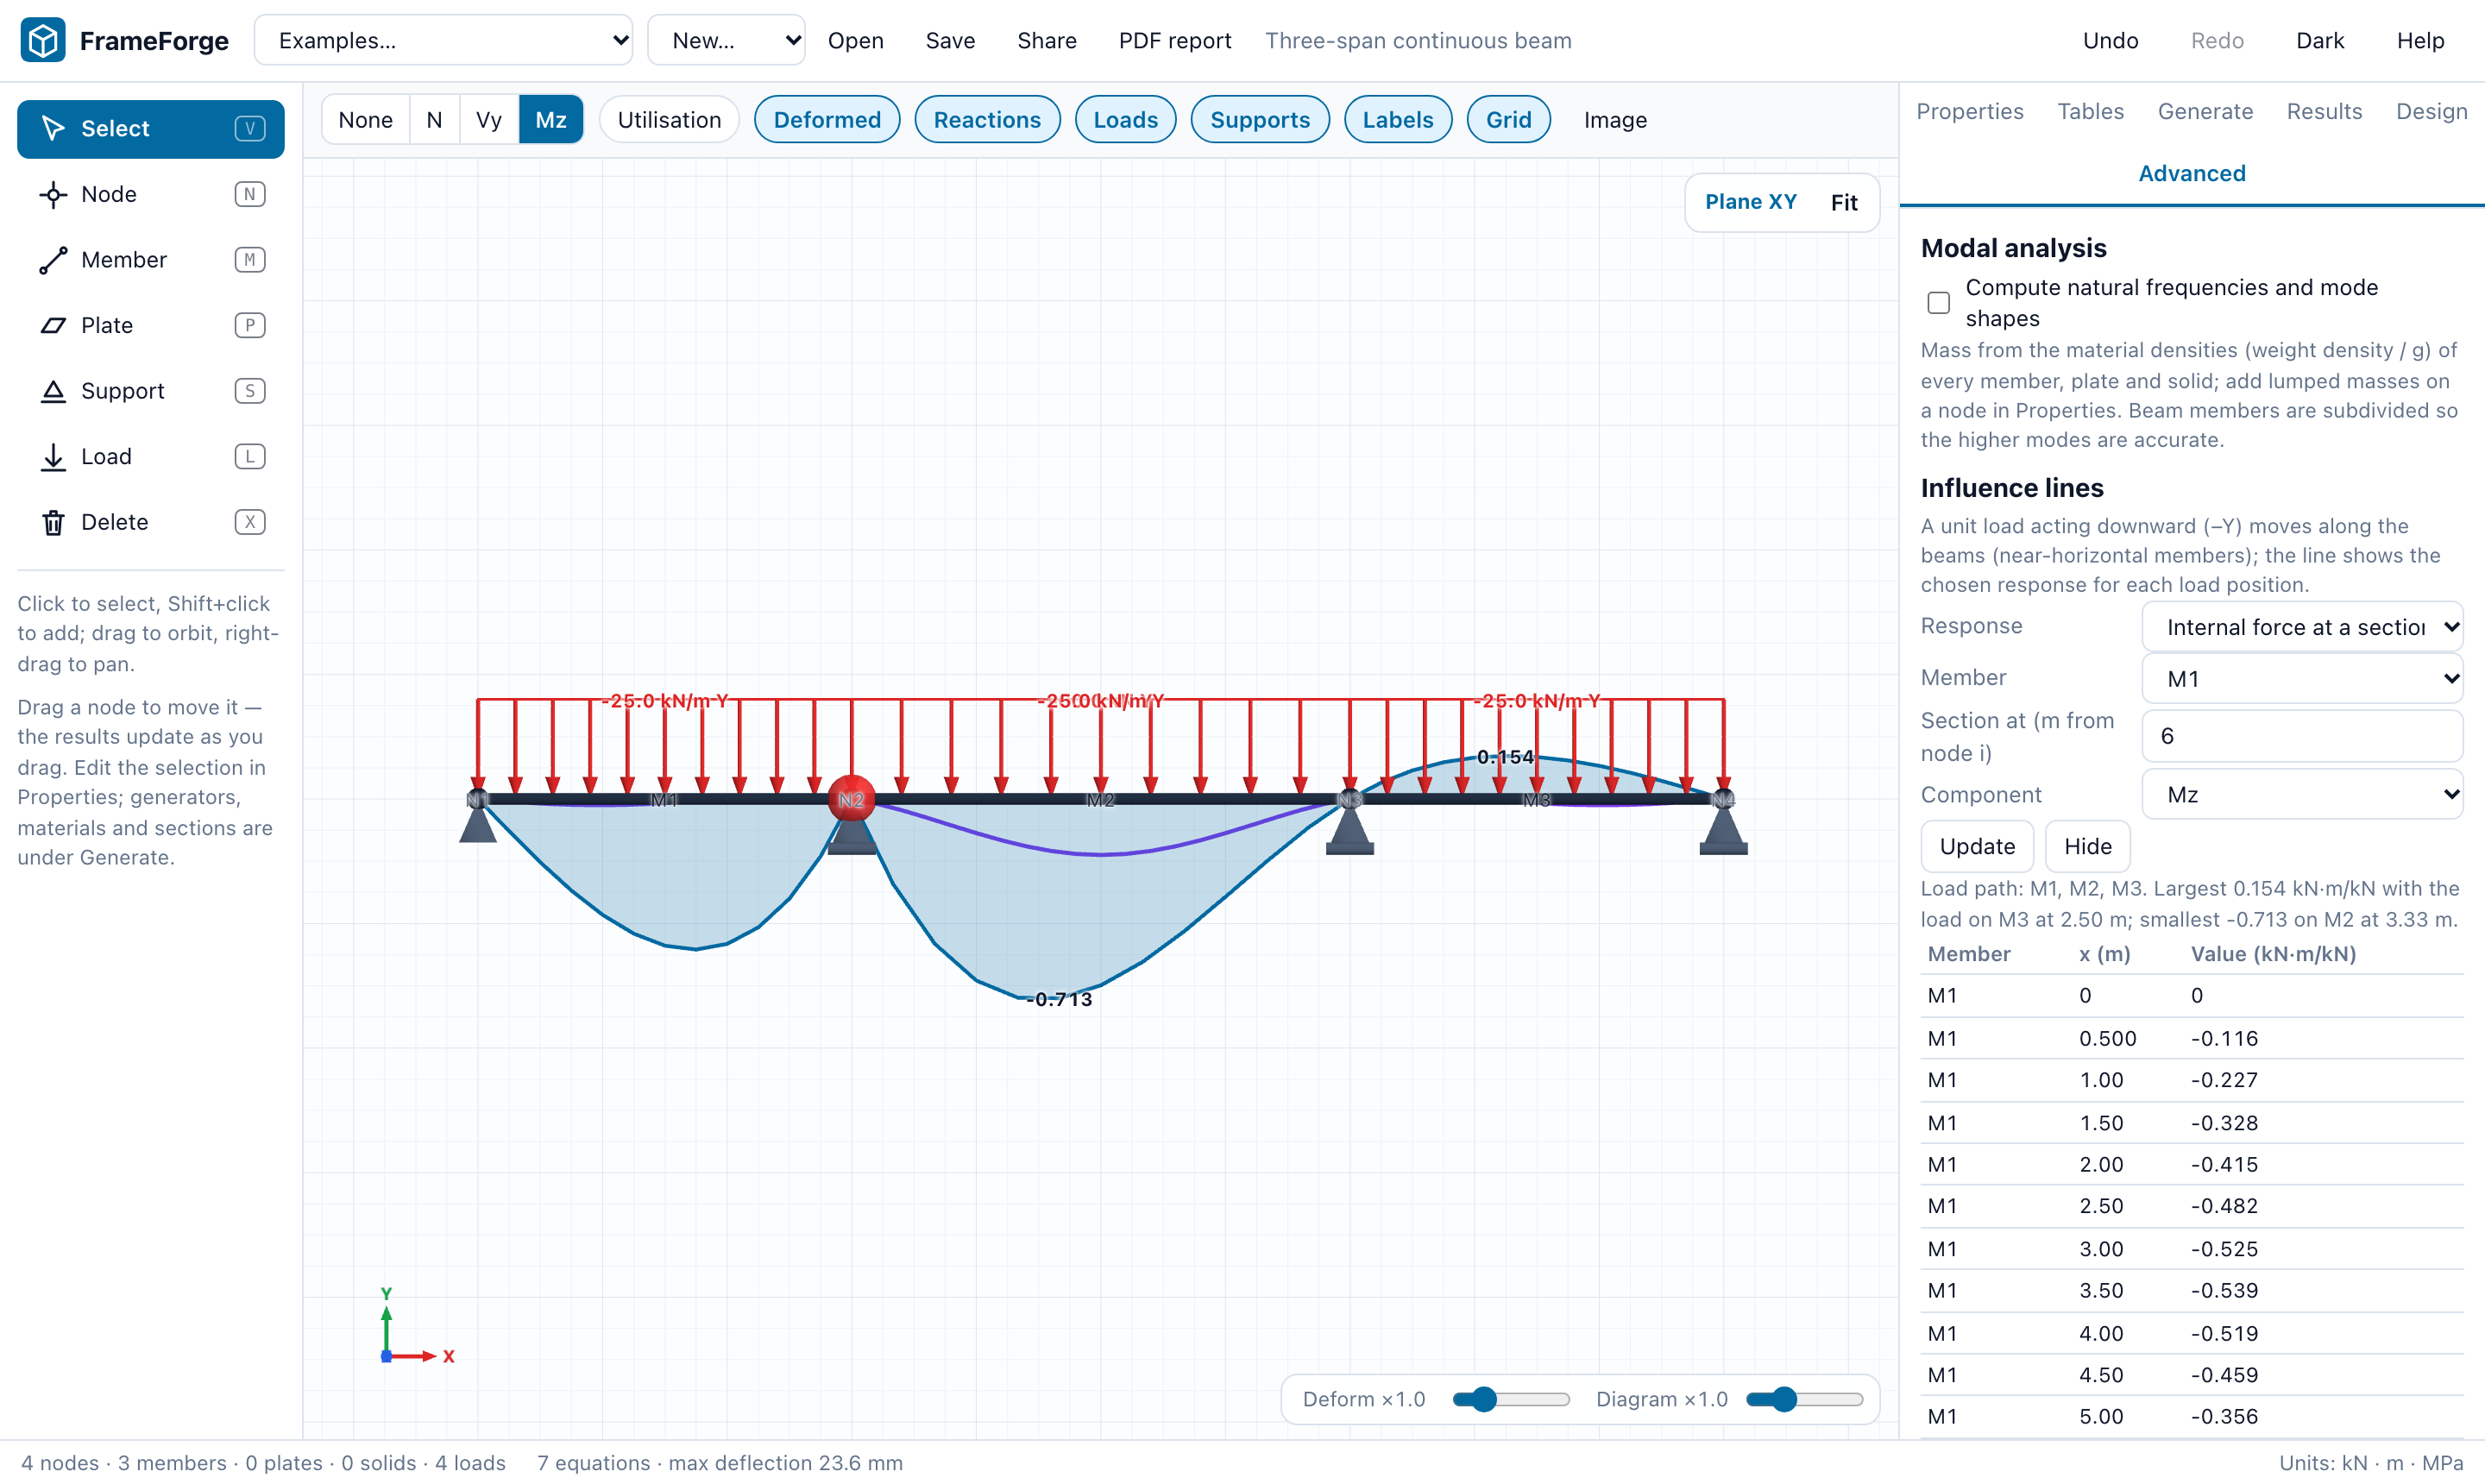 FrameForge
Examples...
New...
Open
Save
Share
PDF report
Three-span continuous beam
Undo
Redo
Dark
Help
Select V
Node N
Member M
Plate P
Support S
Load L
Delete X
Click to select, Shift+click
to add; drag to orbit, right-
drag to pan.
Drag a node to move it —
the results update as you
drag. Edit the selection in
Properties; generators,
materials and sections are
under Generate.
None N Vy Mz
Utilisation
Deformed
Reactions
Loads
Supports
Labels
Grid
Image
Plane XY Fit
-25.0 kN/m Y
-25.0 kN/m Y
0.154
N1 M1 N2 M2 N3 M3 N4
-0.713
Y
X
Deform ×1.0
Diagram ×1.0
Properties Tables Generate Results Design
Advanced
Modal analysis
Compute natural frequencies and mode
shapes
Mass from the material densities (weight density / g) of
every member, plate and solid; add lumped masses on
a node in Properties. Beam members are subdivided so
the higher modes are accurate.
Influence lines
A unit load acting downward (−Y) moves along the
beams (near-horizontal members); the line shows the
chosen response for each load position.
Response Internal force at a section
Member M1
Section at (m from
node i) 6
Component Mz
Update Hide
Load path: M1, M2, M3. Largest 0.154 kN·m/kN with the
load on M3 at 2.50 m; smallest -0.713 on M2 at 3.33 m.
Member x (m) Value (kN·m/kN)
M1 0 0
M1 0.500 -0.116
M1 1.00 -0.227
M1 1.50 -0.328
M1 2.00 -0.415
M1 2.50 -0.482
M1 3.00 -0.525
M1 3.50 -0.539
M1 4.00 -0.519
M1 4.50 -0.459
M1 5.00 -0.356
4 nodes · 3 members · 0 plates · 0 solids · 4 loads
7 equations · max deflection 23.6 mm
Units: kN · m · MPa